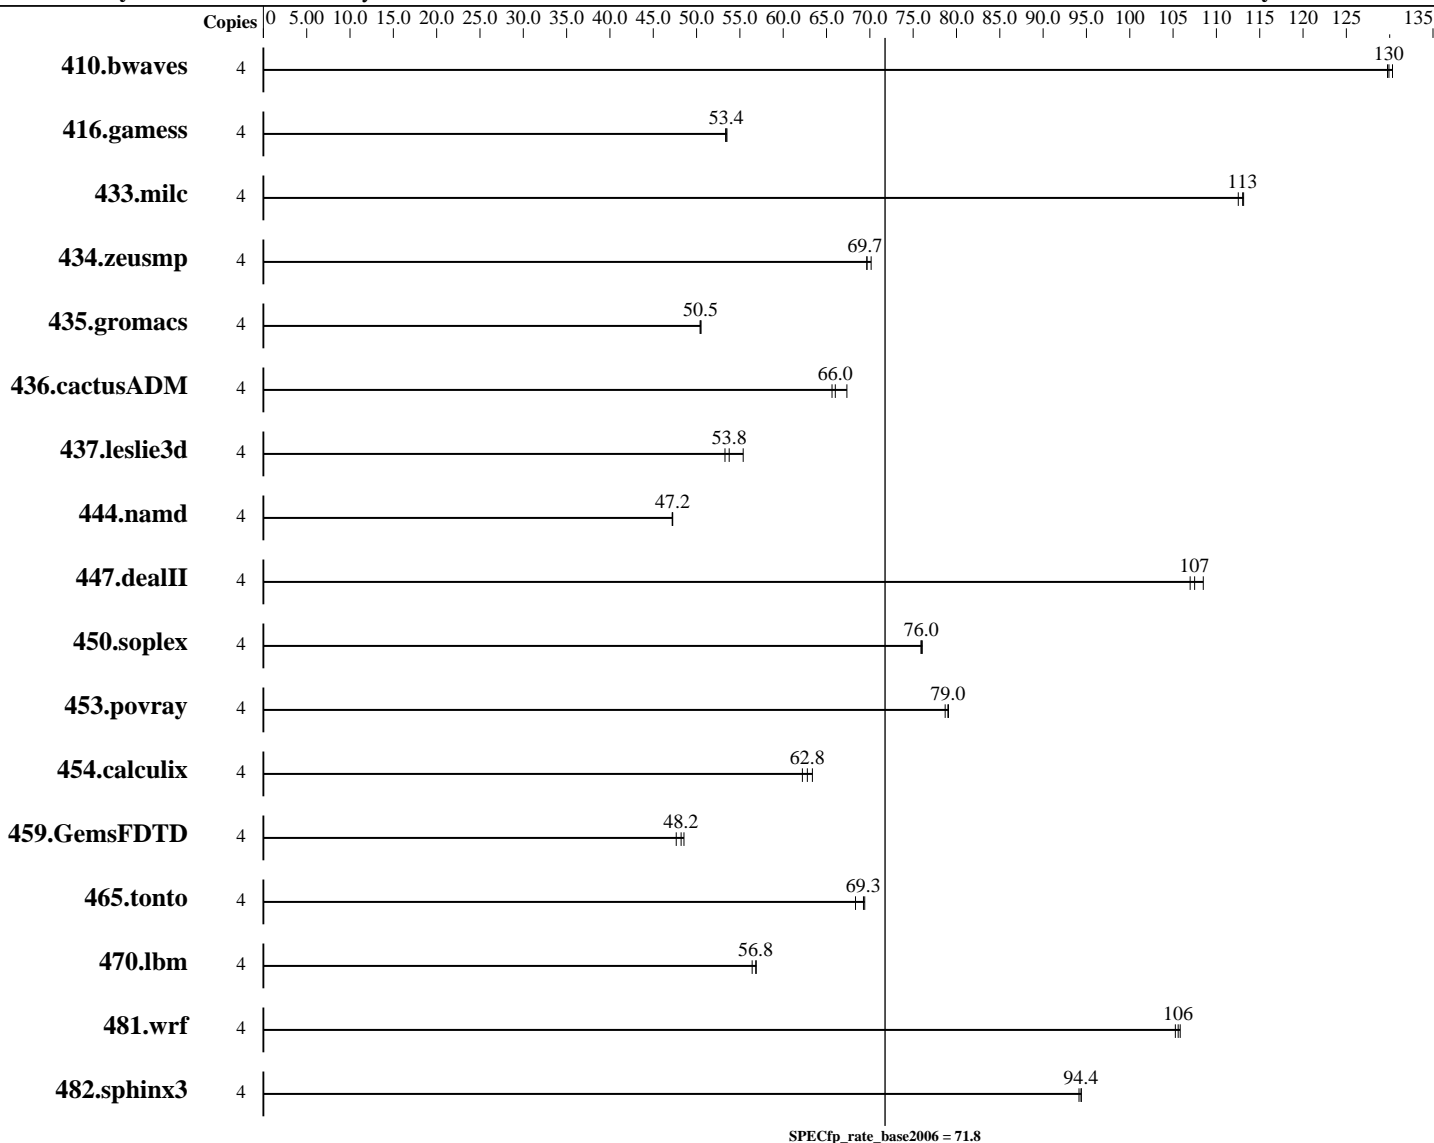 Copies 0 5.00 10.0 15.0 20.0 25.0 30.0 35.0 40.0 45.0 50.0 55.0 60.0 65.0 70.0 75.0 80.0 85.0 90.0 95.0 100 105 110 115 120 125 135
410.bwaves 4 130
416.gamess 4 53.4
433.milc 4 113
434.zeusmp 4 69.7
435.gromacs 4 50.5
436.cactusADM 4 66.0
437.leslie3d 4 53.8
444.namd 4 47.2
447.dealII 4 107
450.soplex 4 76.0
453.povray 4 79.0
454.calculix 4 62.8
459.GemsFDTD 4 48.2
465.tonto 4 69.3
470.lbm 4 56.8
481.wrf 4 106
482.sphinx3 4 94.4
SPECfp_rate_base2006 = 71.8